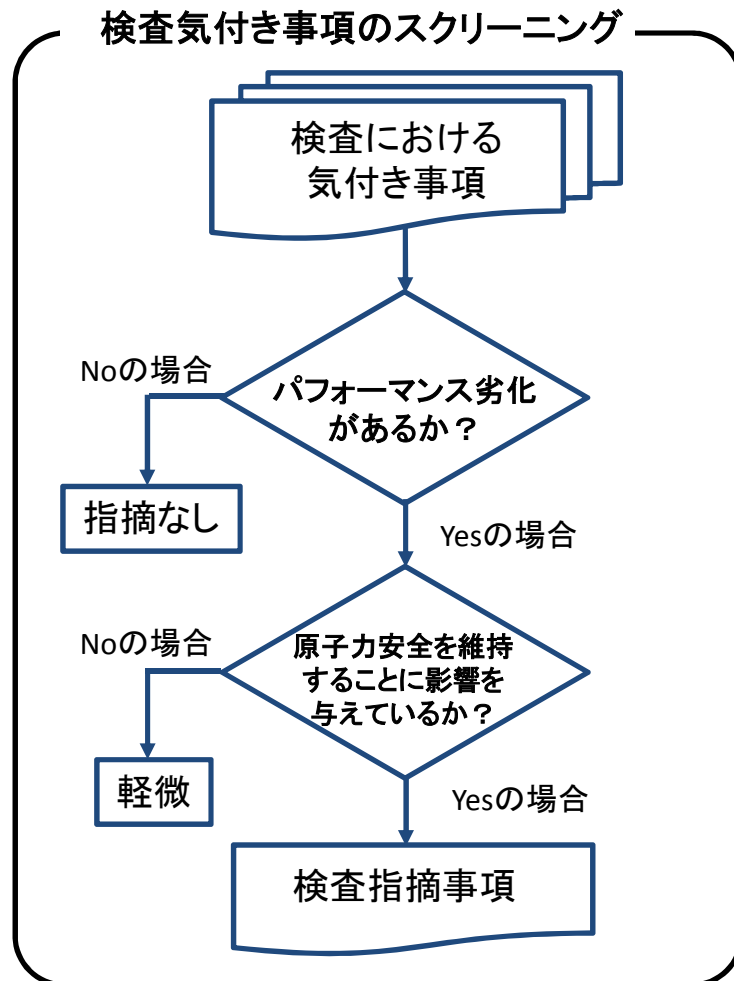 検査気付き事項のスクリーニング
検査における
気付き事項
Noの場合
パフォーマンス劣化
があるか？
指摘なし
Yesの場合
Noの場合
原子力安全を維持
することに影響を
与えているか？
軽微
Yesの場合
検査指摘事項